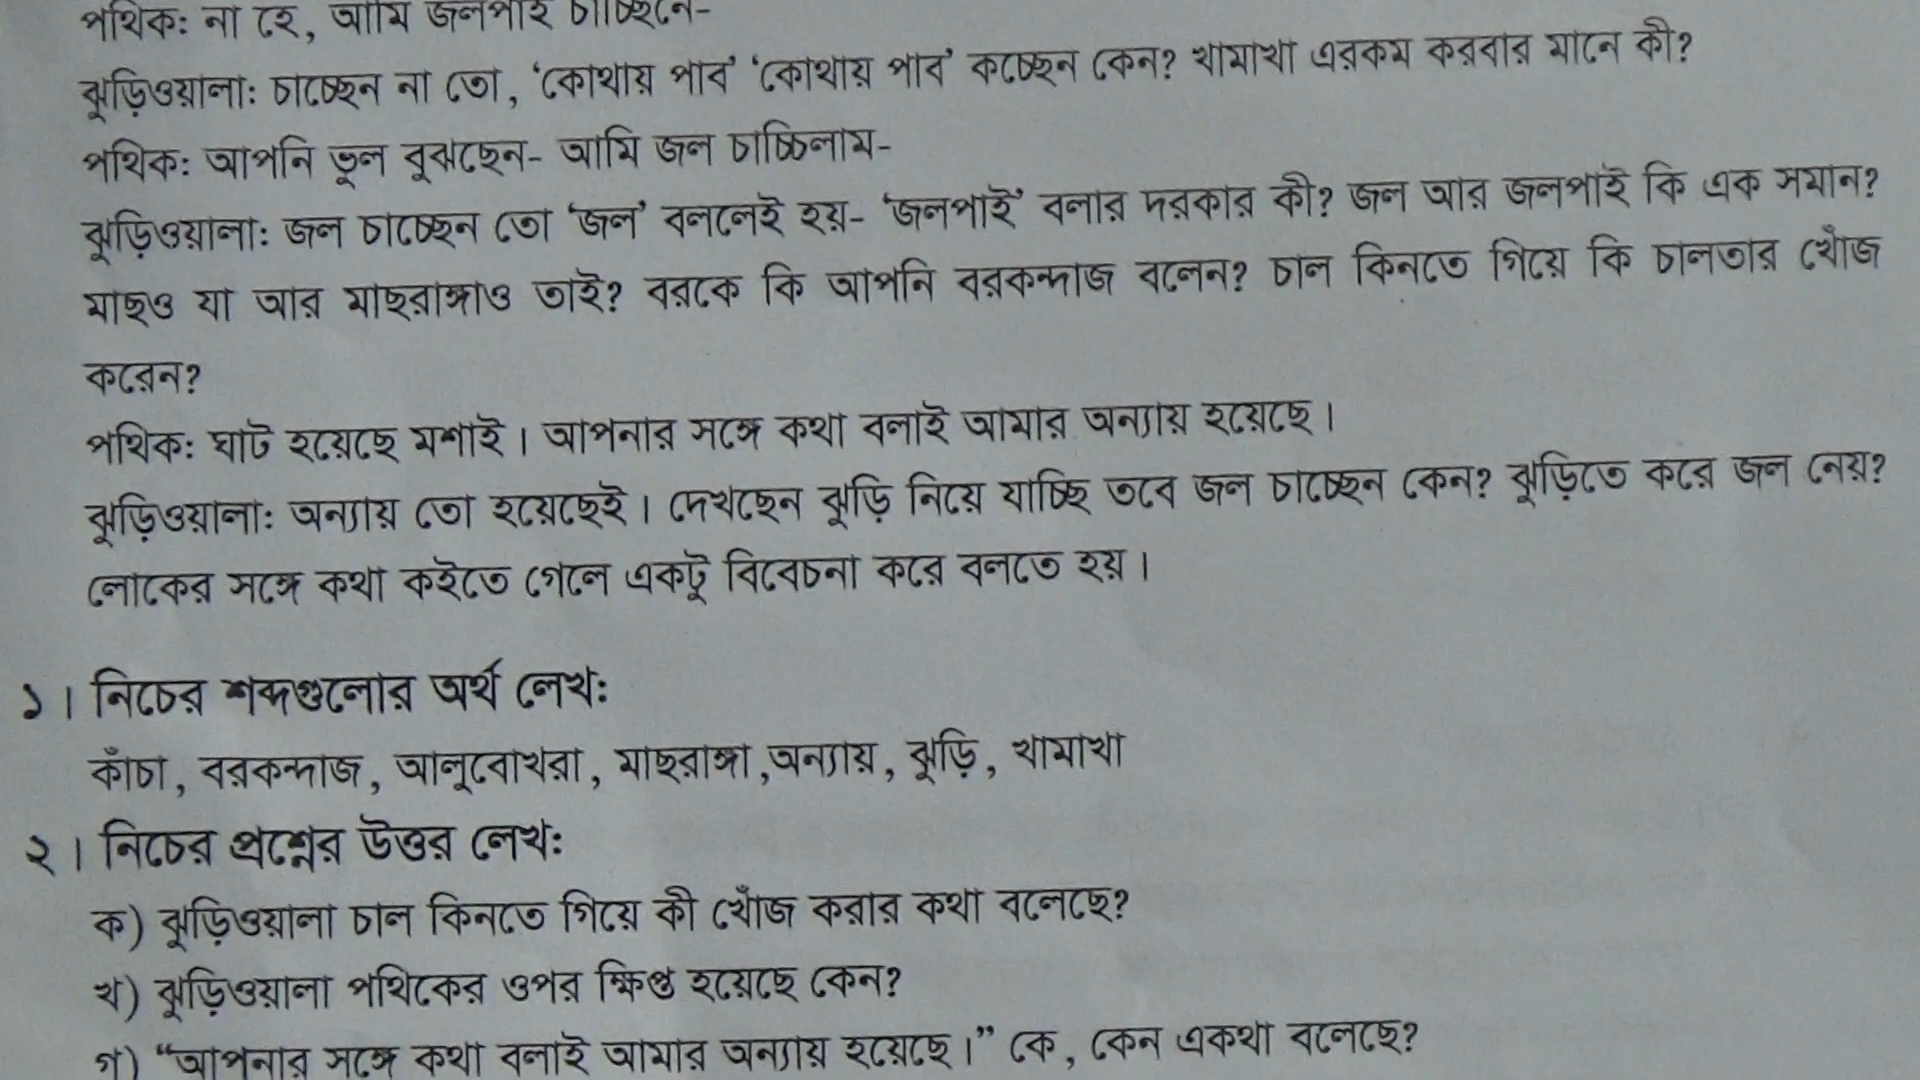 পথিক: না হে, আমি জলপাই চাচ্ছিনে-
ঝুড়িওয়ালা: চাচ্ছেন না তো, ‘কোথায় পাব’ ‘কোথায় পাব’ কচ্ছেন কেন? খামাখা এরকম করবার মানে কী?
পথিক: আপনি ভুল বুঝছেন- আমি জল চাচ্ছিলাম-
ঝুড়িওয়ালা: জল চাচ্ছেন তো ‘জল’ বললেই হয়- ‘জলপাই’ বলার দরকার কী? জল আর জলপাই কি এক সমান?
মাছও যা আর মাছরাঙ্গাও তাই? বরকে কি আপনি বরকন্দাজ বলেন? চাল কিনতে গিয়ে কি চালতার খোঁজ
করেন?
পথিক: ঘাট হয়েছে মশাই। আপনার সঙ্গে কথা বলাই আমার অন্যায় হয়েছে।
ঝুড়িওয়ালা: অন্যায় তো হয়েছেই। দেখছেন ঝুড়ি নিয়ে যাচ্ছি তবে জল চাচ্ছেন কেন? ঝুড়িতে করে জল নেয়?
লোকের সঙ্গে কথা কইতে গেলে একটু বিবেচনা করে বলতে হয়।
১। নিচের শব্দগুলোর অর্থ লেখ:
কাঁচা, বরকন্দাজ, আলুবোখরা, মাছরাঙ্গা,অন্যায়, ঝুড়ি, খামাখা
২। নিচের প্রশ্নের উত্তর লেখ:
ক) ঝুড়িওয়ালা চাল কিনতে গিয়ে কী খোঁজ করার কথা বলেছে?
খ) ঝুড়িওয়ালা পথিকের ওপর ক্ষিপ্ত হয়েছে কেন?
গ) “আপনার সঙ্গে কথা বলাই আমার অন্যায় হয়েছে।” কে, কেন একথা বলেছে?